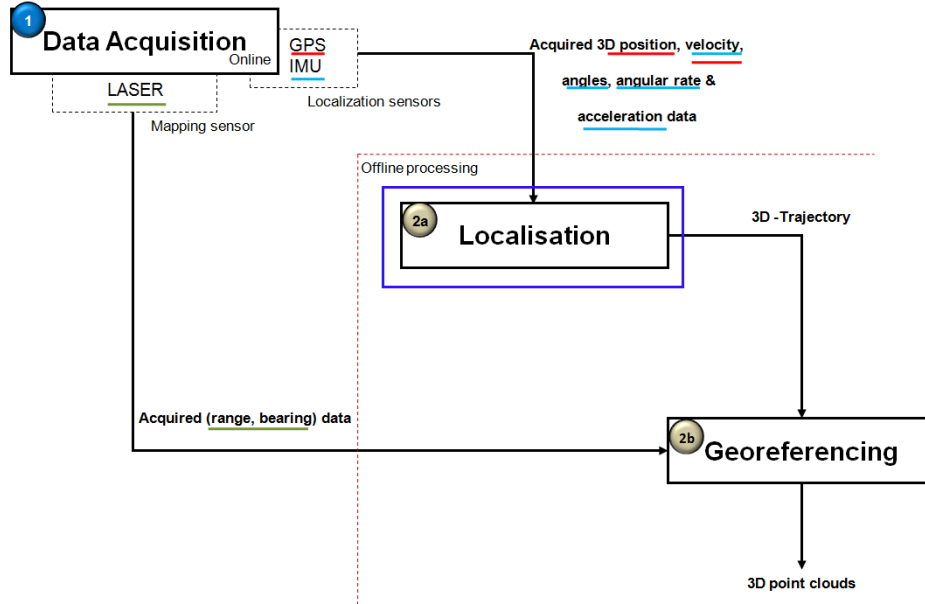 1
Data Acquisition
Online
GPS
IMU
Localization sensors
LASER
Mapping sensor
Acquired 3D position, velocity,
angles, angular rate &
acceleration data
Offline processing
2a
Localisation
3D -Trajectory
Acquired (range, bearing) data
2b
Georeferencing
3D point clouds